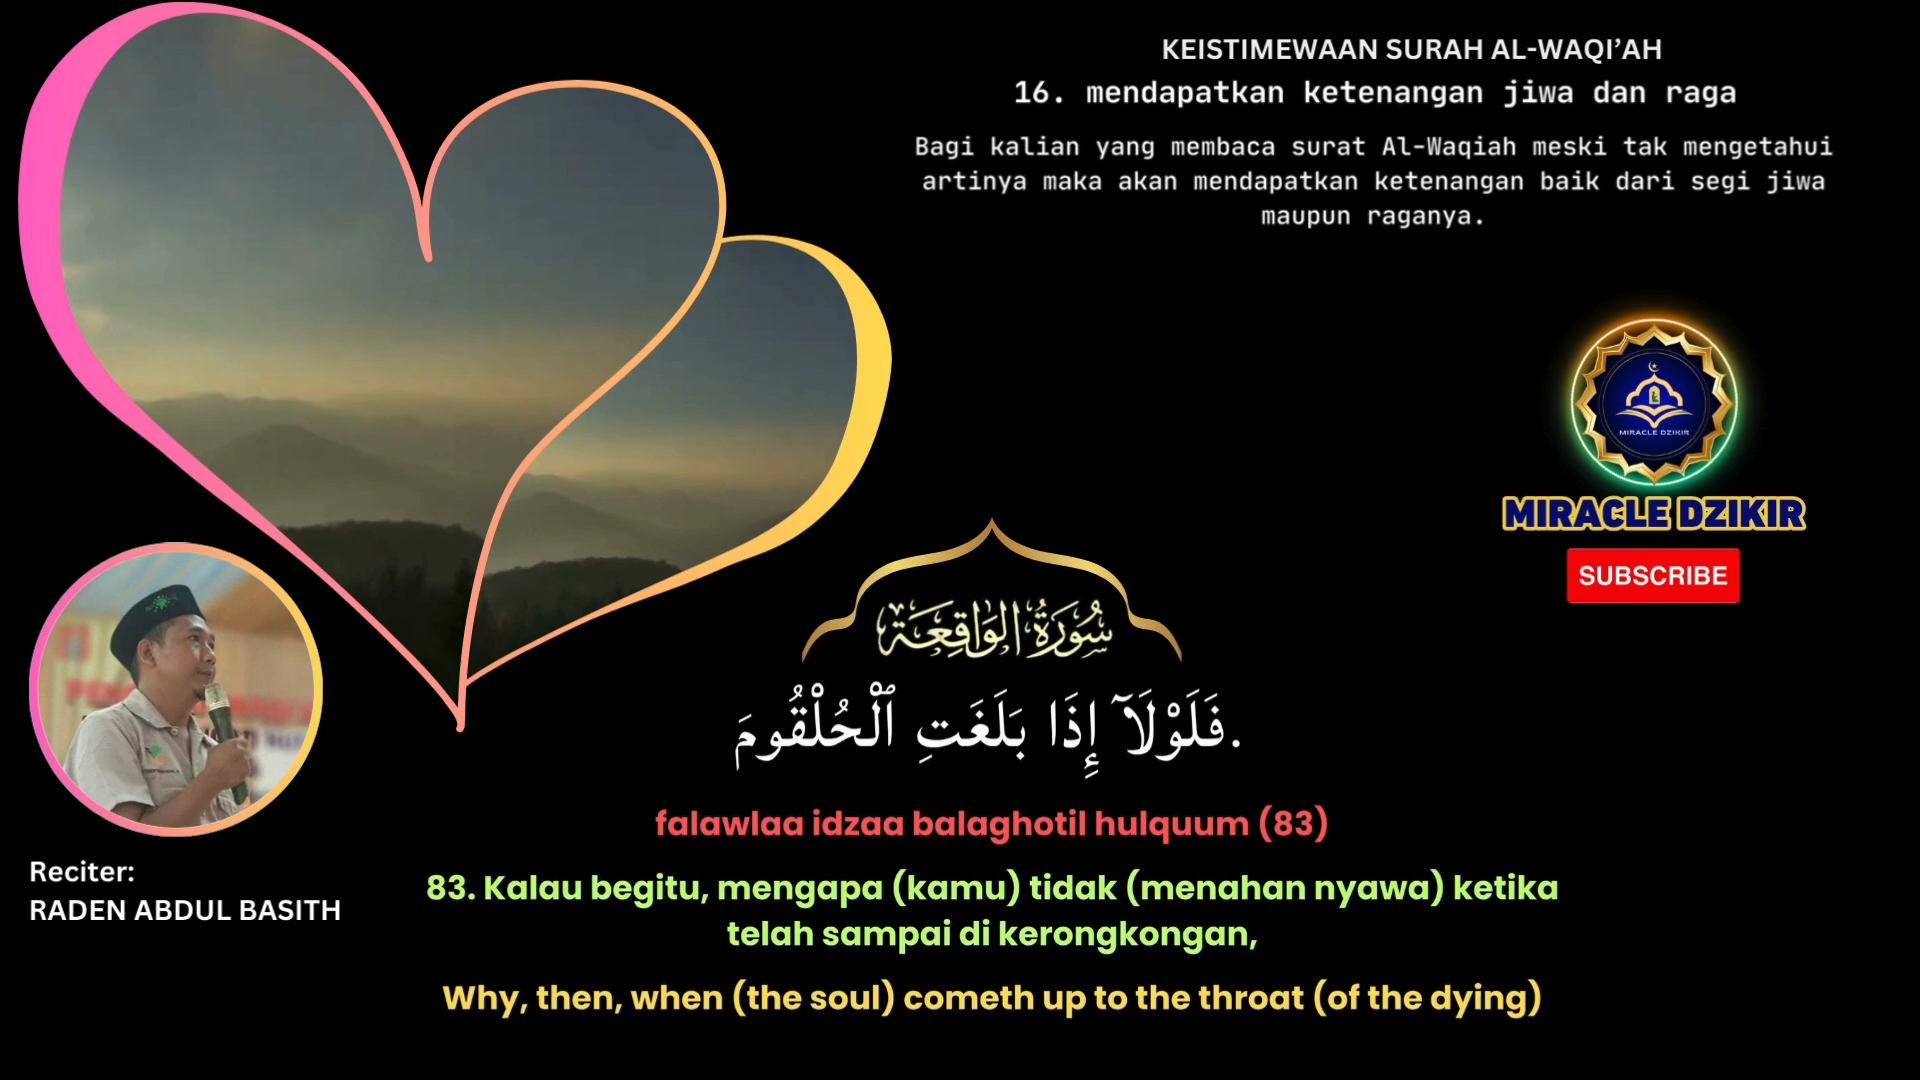 KEISTIMEWAAN SURAH AL-WAQI’AH
16. mendapatkan ketenangan jiwa dan raga
Bagi kalian yang membaca surat Al-Waqiah meski tak mengetahui
artinya maka akan mendapatkan ketenangan baik dari segi jiwa
maupun raganya.
MIRACLE DZIKIR
MIRACLE DZIKIR
SUBSCRIBE
سُورَةُ الوَاقِعَة
فَلَوْلَآ إِذَا بَلَغَتِ ٱلْحُلْقُومَ.
falawlaa idzaa balaghotil hulquum (83)
83. Kalau begitu, mengapa (kamu) tidak (menahan nyawa) ketika
telah sampai di kerongkongan,
Why, then, when (the soul) cometh up to the throat (of the dying)
Reciter:
RADEN ABDUL BASITH